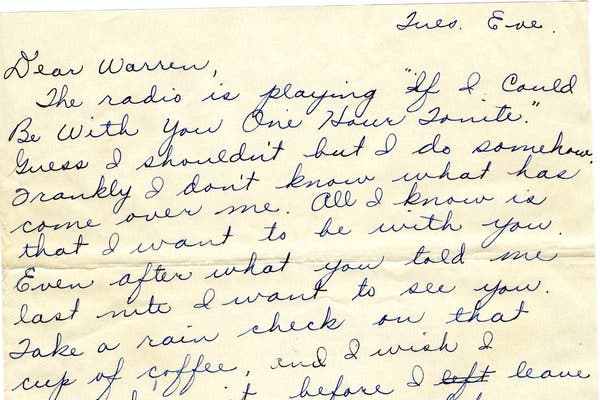 Tues. Eve.
Dear Warren,
The radio is playing "If I Could
Be With You One Hour Tonite."
Guess I shouldn't but I do somehow.
Frankly I don't know what has
come over me. All I know is
that I want to be with you.
Even after what you told me
last nite I want to see you.
Take a rain check on that
cup of coffee, and I wish I
before I left leave